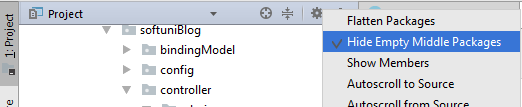 1: Project
Project
softuniBlog
bindingModel
config
controller
Flatten Packages
Hide Empty Middle Packages
Show Members
Autoscroll to Source
Autoscroll from Source